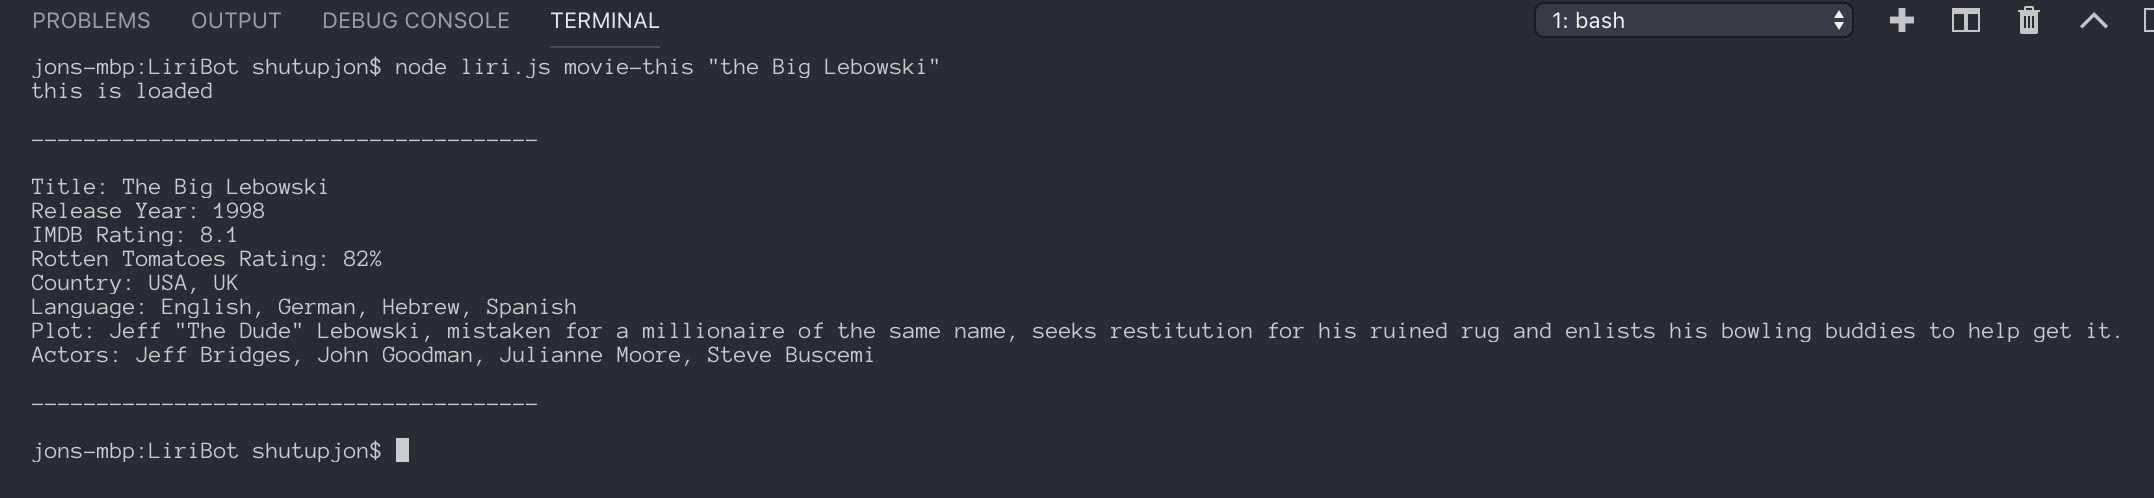 PROBLEMS OUTPUT DEBUG CONSOLE TERMINAL 1: bash
jons-mbp:LiriBot shutupjon$ node liri.js movie-this "the Big Lebowski"
this is loaded
---------------------------------------
Title: The Big Lebowski
Release Year: 1998
IMDB Rating: 8.1
Rotten Tomatoes Rating: 82%
Country: USA, UK
Language: English, German, Hebrew, Spanish
Plot: Jeff "The Dude" Lebowski, mistaken for a millionaire of the same name, seeks restitution for his ruined rug and enlists his bowling buddies to help get it.
Actors: Jeff Bridges, John Goodman, Julianne Moore, Steve Buscemi
---------------------------------------
jons-mbp:LiriBot shutupjon$